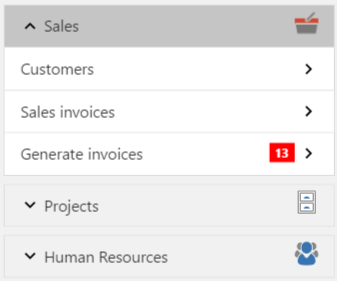 Sales
Customers
Sales invoices
Generate invoices 13
Projects
Human Resources